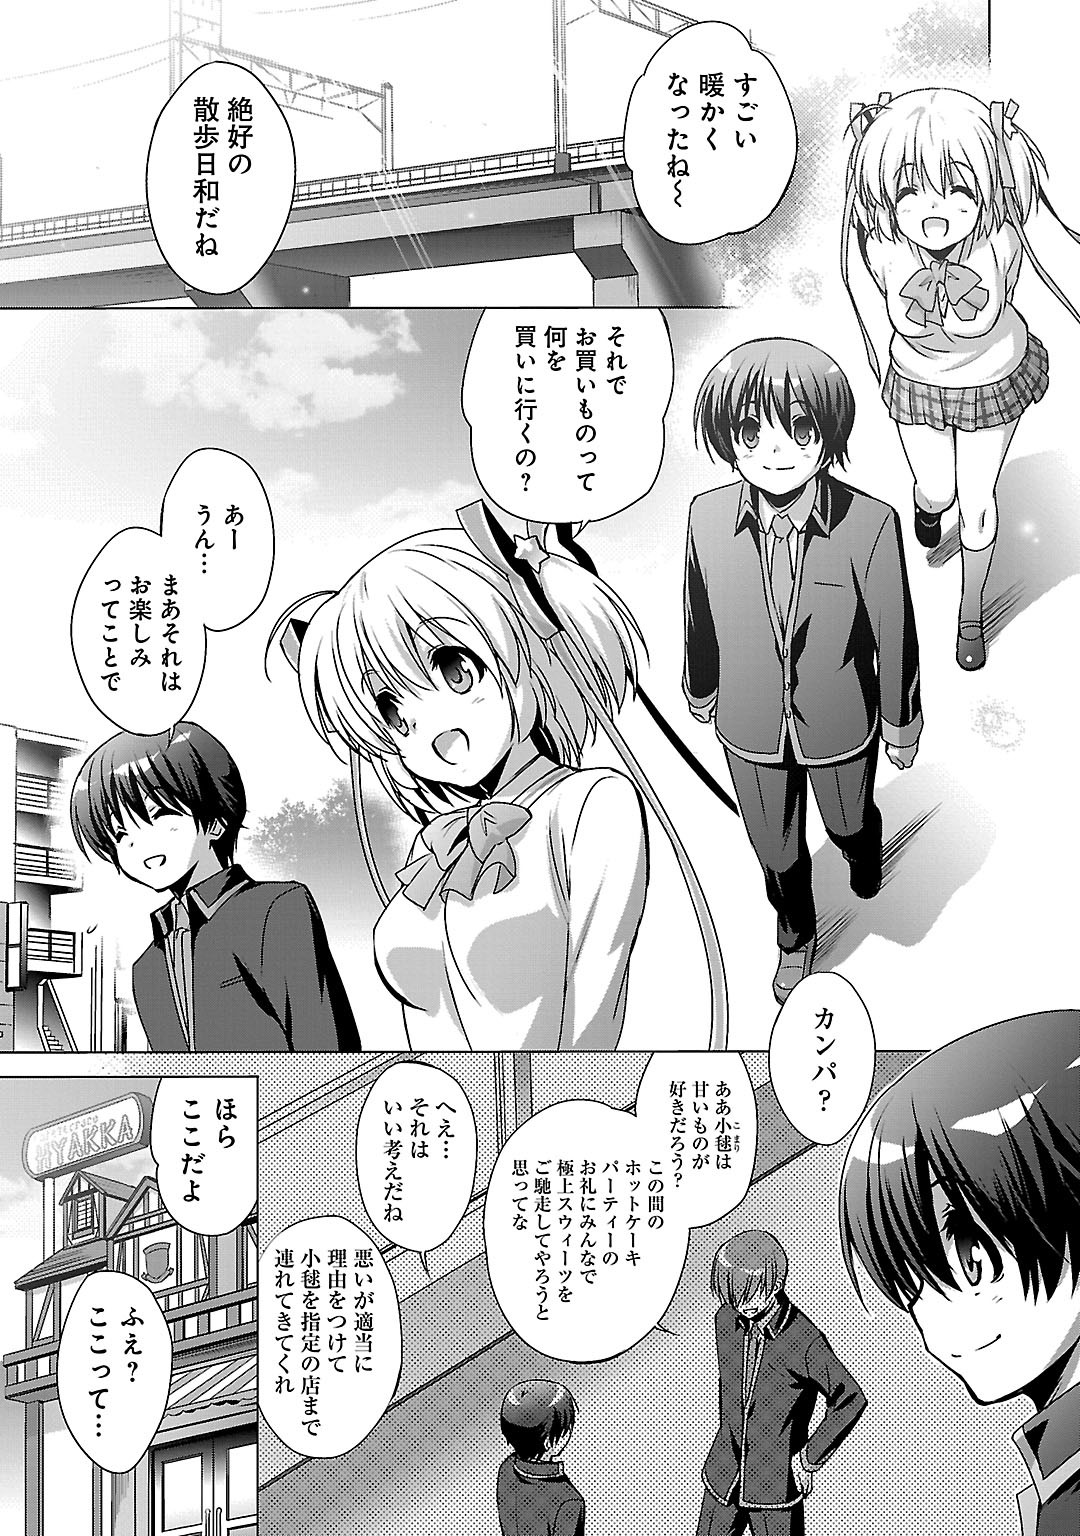 すごい
暖かく
なったね～
絶好の
散歩日和だね
それで
お買いものって
何を
買いに行くの？
あー
うん…
まあそれは
お楽しみ
ってことで
カンパ？
ああ小毬は
こまり
甘いものが
好きだろう？
この間の
ホットケーキ
パーティーの
お礼にみんなで
極上スウィーツを
ご馳走してやろうと
思ってな
へえ…
それは
いい考えだね
悪いが適当に
理由をつけて
小毬を指定の店まで
連れてきてくれ
ほら
ここだよ
HYAKKA
ふえ？
ここって…